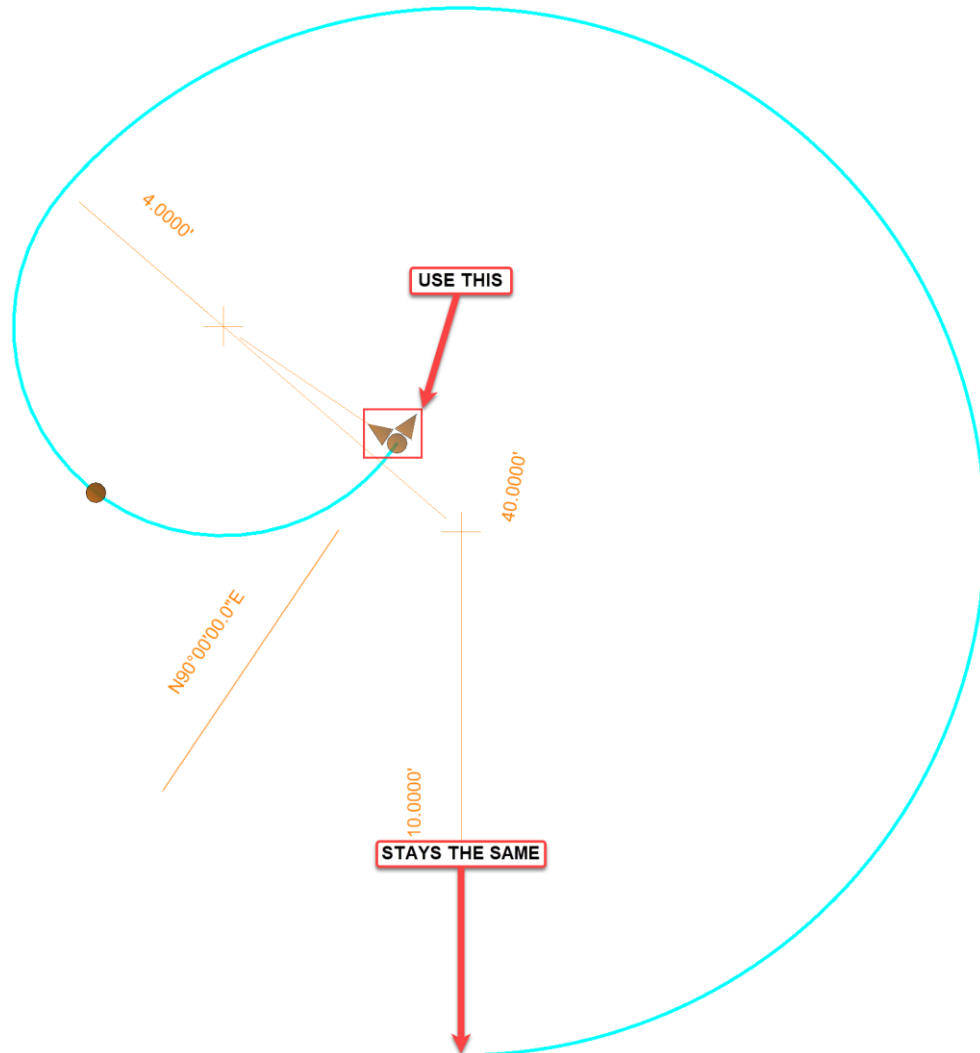 4.0000'
USE THIS
40.0000'
N90°00'00.0"E
10.0000'
STAYS THE SAME